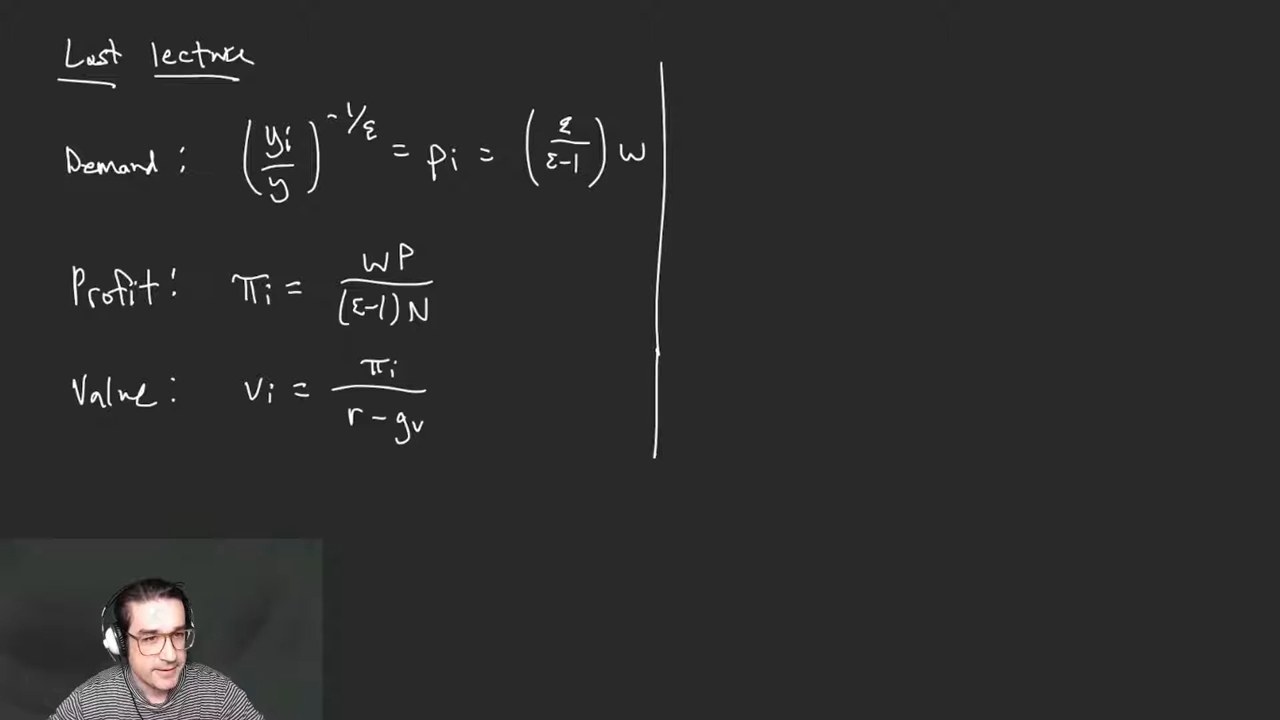 Last lecture
Demand: (yi/y)^(-1/ε) = pi = (ε/(ε-1)) w
Profit: πi = wP/((ε-1)N)
Value: vi = πi/(r - gv)